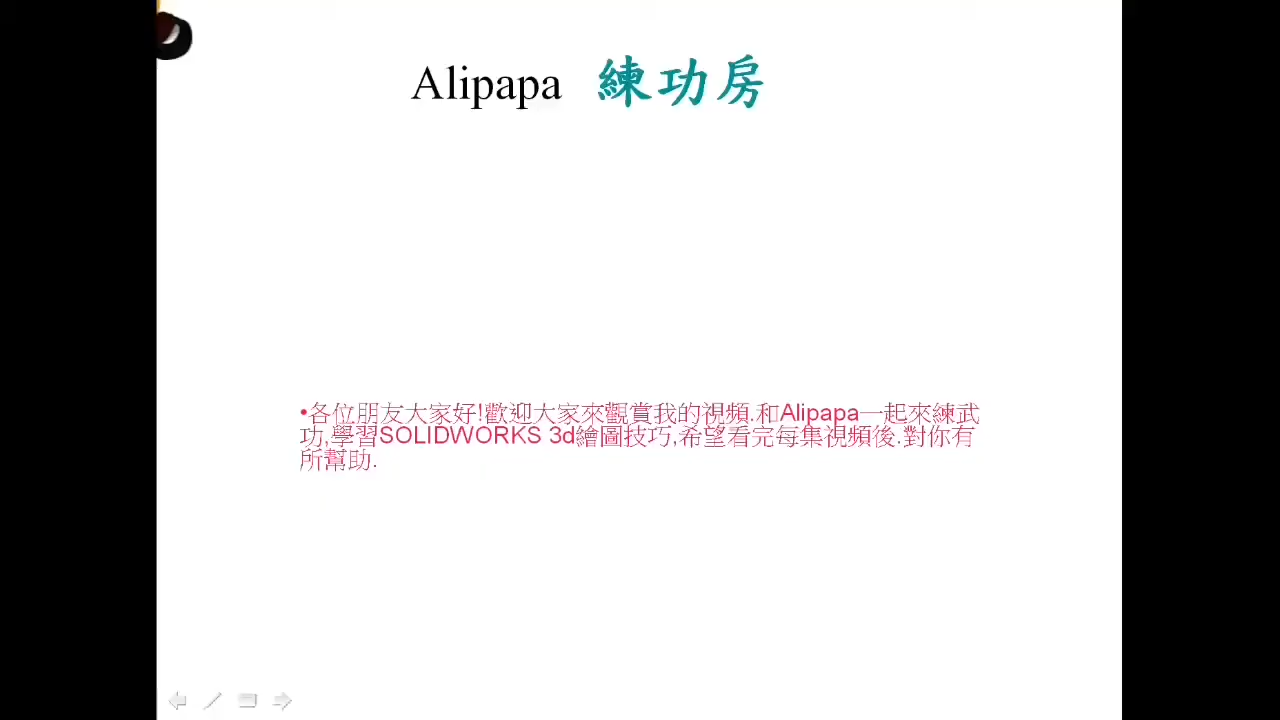 Alipapa 練功房
•各位朋友大家好!歡迎大家來觀賞我的視頻.和Alipapa一起來練武
功,學習SOLIDWORKS 3d繪圖技巧,希望看完每集視頻後.對你有
所幫助.